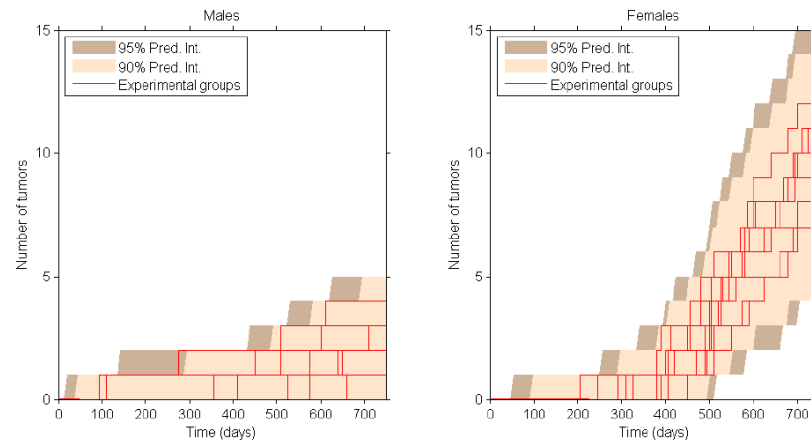 Males
15
95% Pred. Int.
90% Pred. Int.
Experimental groups
10
5
0
Number of tumors
0 100 200 300 400 500 600 700
Time (days)
Females
15
95% Pred. Int.
90% Pred. Int.
Experimental groups
10
5
0
Number of tumors
0 100 200 300 400 500 600 700
Time (days)